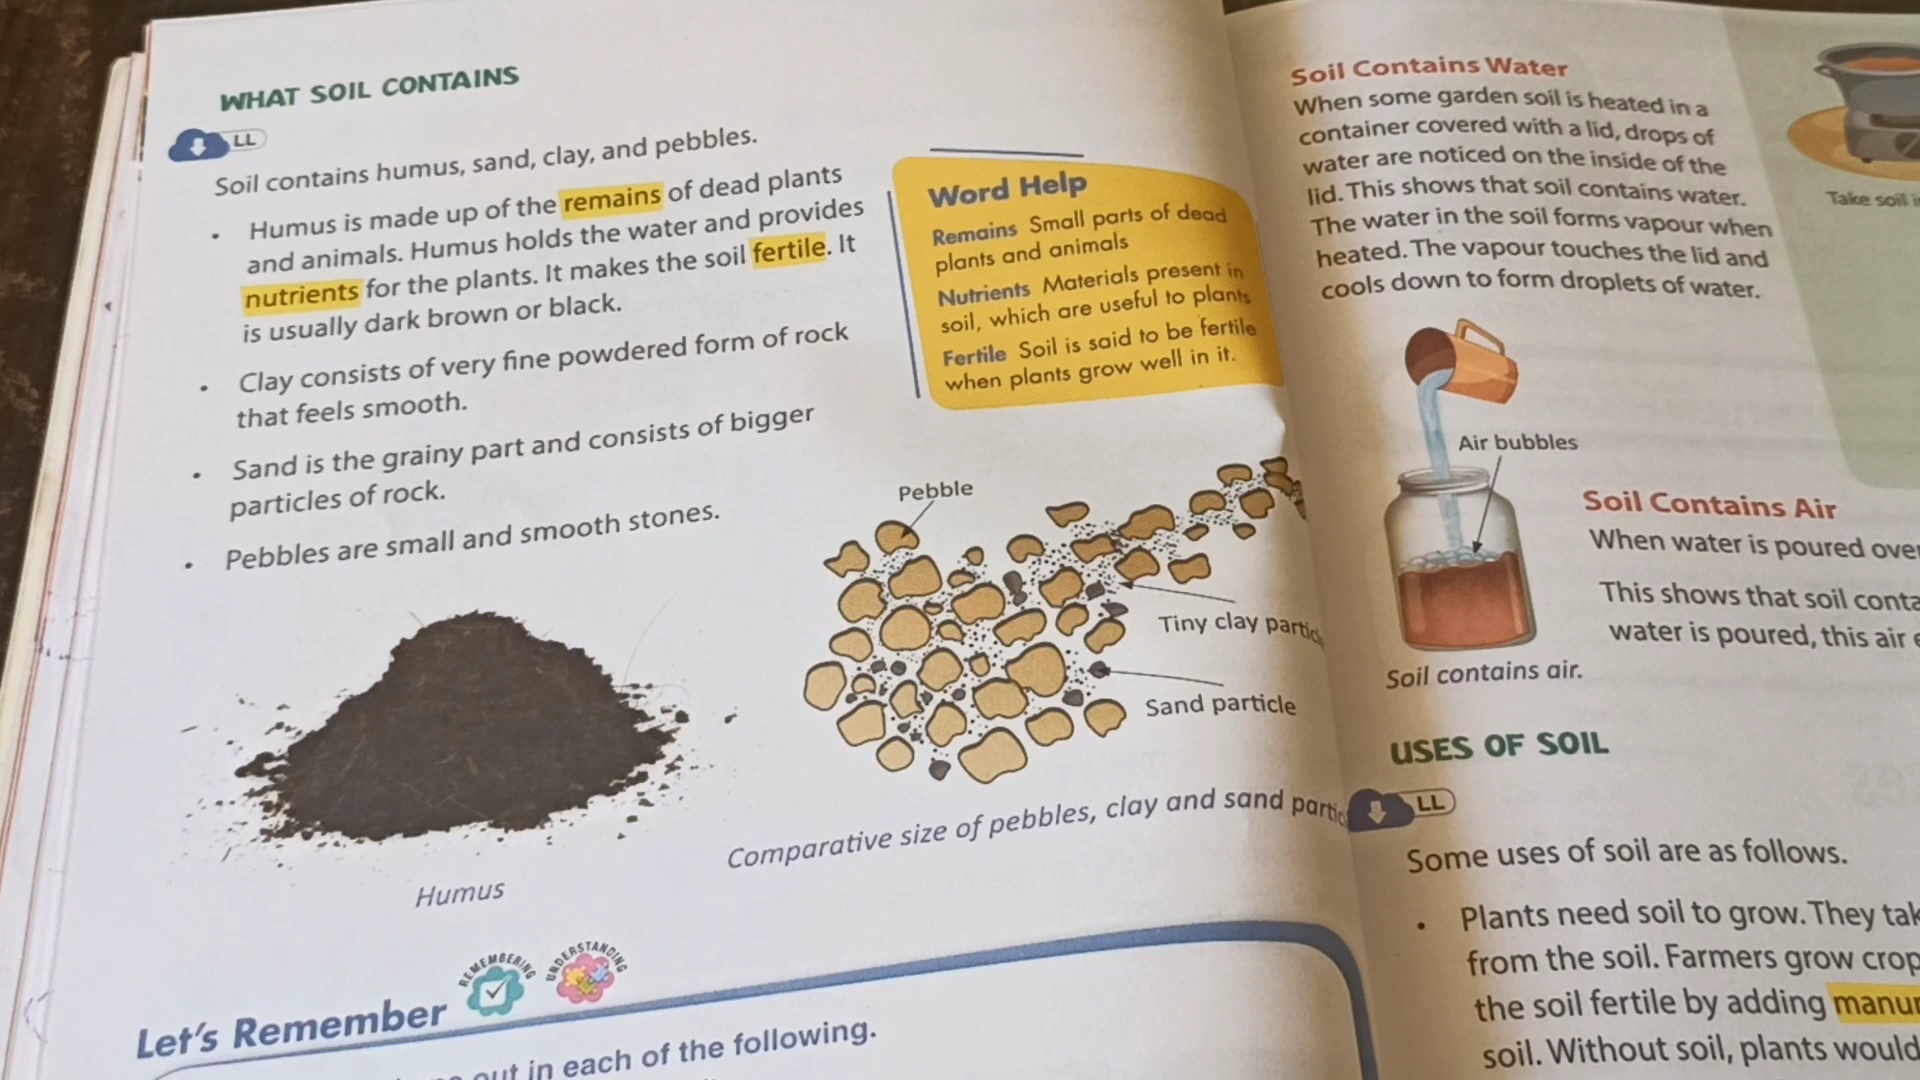 WHAT SOIL CONTAINS
LL
Soil contains humus, sand, clay, and pebbles.
• Humus is made up of the remains of dead plants
and animals. Humus holds the water and provides
nutrients for the plants. It makes the soil fertile. It
is usually dark brown or black.
• Clay consists of very fine powdered form of rock
that feels smooth.
• Sand is the grainy part and consists of bigger
particles of rock.
• Pebbles are small and smooth stones.
Word Help
Remains Small parts of dead
plants and animals
Nutrients Materials present in
soil, which are useful to plants
Fertile Soil is said to be fertile
when plants grow well in it.
Pebble
Tiny clay
Sand particle
Comparative size of pebbles, clay and sand
Humus
Let's Remember
REMEMBERING
UNDERSTANDING
out in each of the following.
Soil Contains Water
When some garden soil is heated in a
container covered with a lid, drops of
water are noticed on the inside of the
lid. This shows that soil contains water.
The water in the soil forms vapour when
heated. The vapour touches the lid and
cools down to form droplets of water.
Take soil
Air bubbles
Soil contains air.
Soil Contains Air
When water is poured over
This shows that soil
water is poured, this air
USES OF SOIL
LL
Some uses of soil are as follows.
• Plants need soil to grow. They
from the soil. Farmers grow
the soil fertile by adding
soil. Without soil, plants would